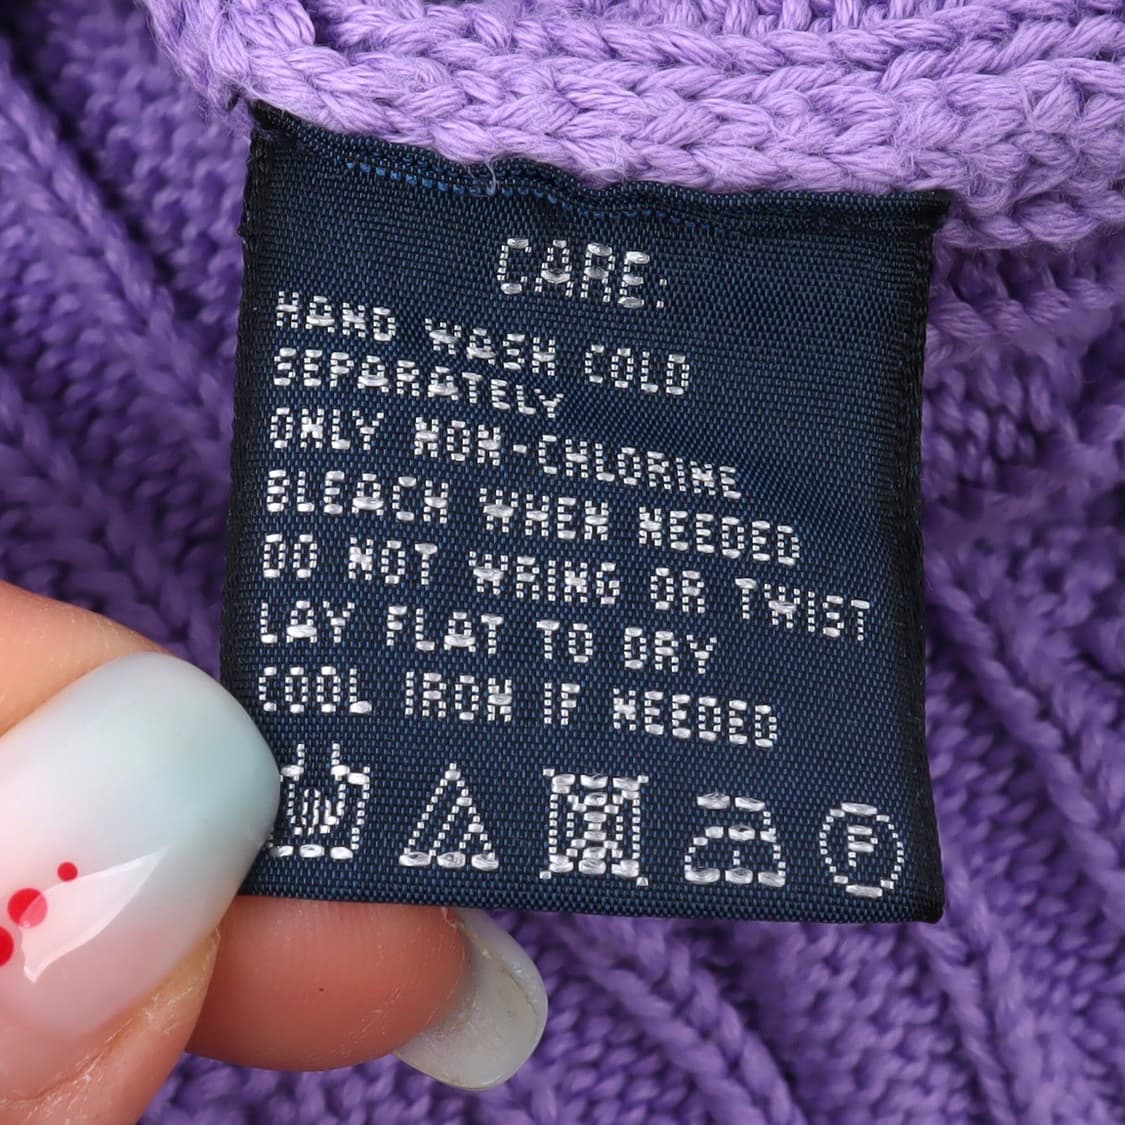 CARE:
HAND WASH COLD
SEPARATELY
ONLY NON-CHLORINE
BLEACH WHEN NEEDED
DO NOT WRING OR TWIST
LAY FLAT TO DRY
COOL IRON IF NEEDED
P